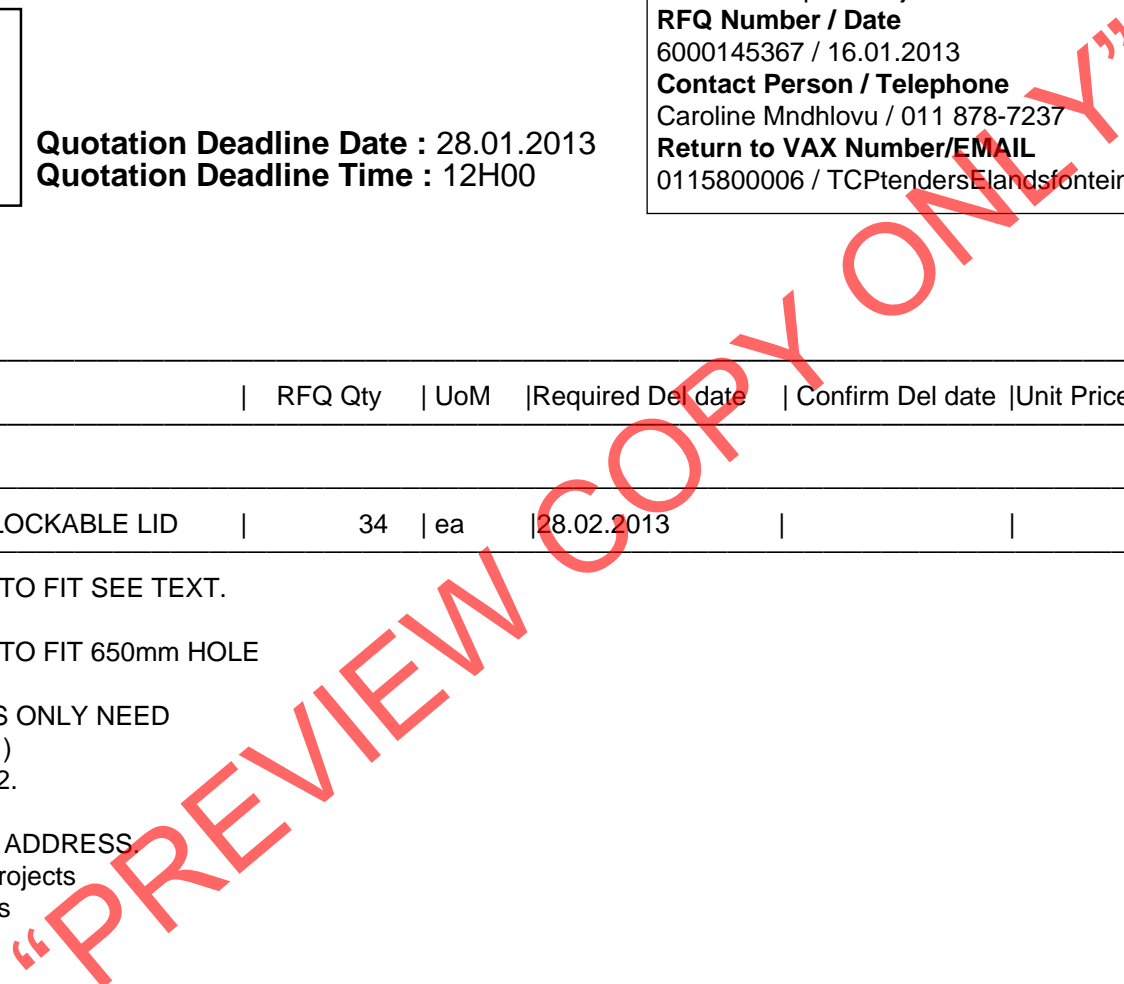 RFQ Number / Date
6000145367 / 16.01.2013
Contact Person / Telephone
Caroline Mndhlovu / 011 878-7237
Return to VAX Number/EMAIL
0115800006 / TCPtendersElandsfontein
Quotation Deadline Date : 28.01.2013
Quotation Deadline Time : 12H00
| RFQ Qty | UoM |Required Del date | Confirm Del date |Unit Price
LOCKABLE LID | 34 | ea |28.02.2013 | |
TO FIT SEE TEXT.
TO FIT 650mm HOLE
S ONLY NEED
)
2.
ADDRESS.
rojects
s
“PREVIEW COPY ONLY”